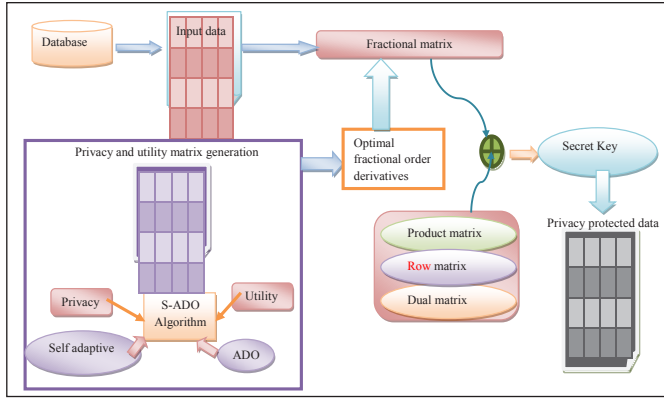 Database
Input data
Fractional matrix
Privacy and utility matrix generation
Optimal
fractional order
derivatives
Secret Key
Product matrix
Row matrix
Dual matrix
Privacy protected data
Privacy
S-ADO
Algorithm
Utility
Self adaptive
ADO